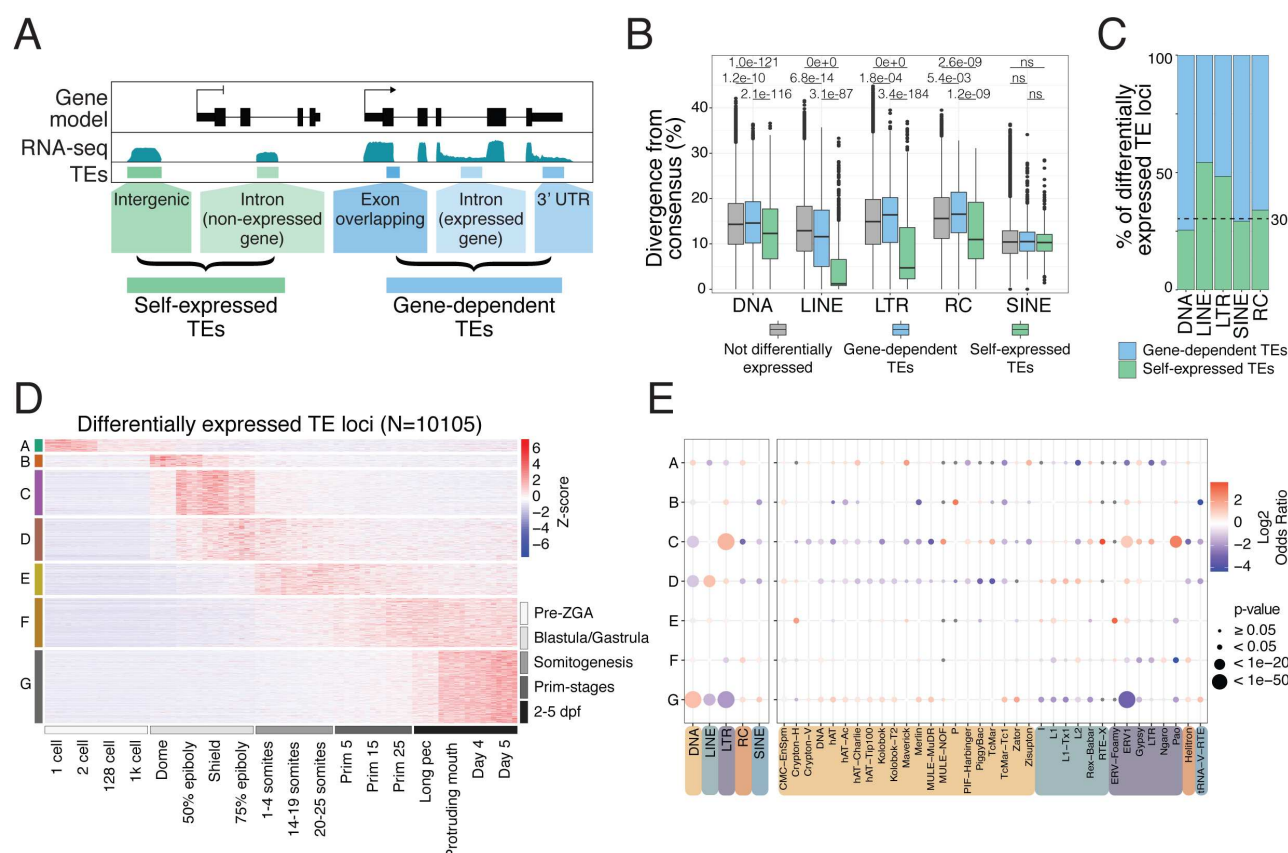 A
Gene
model
RNA-seq
TEs
Intergenic
Intron
(non-expressed
gene)
Exon
overlapping
Intron
(expressed
gene)
3' UTR
Self-expressed
TEs
Gene-dependent
TEs
B
Divergence from
consensus (%)
1.0e-121
0e+0
0e+0
2.6e-09
ns
1.2e-10
6.8e-14
1.8e-04
5.4e-03
ns
2.1e-116
3.1e-87
3.4e-184
1.2e-09
ns
40
30
20
10
0
DNA
LINE
LTR
RC
SINE
Not differentially
expressed
Gene-dependent
TEs
Self-expressed
TEs
C
% of differentially
expressed TE loci
100
50
0
30
DNA
LINE
LTR
SINE
RC
Gene-dependent TEs
Self-expressed TEs
D
Differentially expressed TE loci (N=10105)
A
B
C
D
E
F
G
6
4
2
0
−2
−4
−6
Z-score
Pre-ZGA
Blastula/Gastrula
Somitogenesis
Prim-stages
2-5 dpf
1 cell
2 cell
128 cell
1k cell
Dome
50% epiboly
Shield
75% epiboly
1-4 somites
14-19 somites
20-25 somites
Prim 5
Prim 15
Prim 25
Long pec
Protruding mouth
Day 4
Day 5
E
A
B
C
D
E
F
G
DNA
LINE
LTR
RC
SINE
CMC−EnSpm
Crypton−H
Crypton−V
DNA
hAT
hAT−Ac
hAT−Charlie
hAT−Tip100
Kolobok
Kolobok−T2
Maverick
Merlin
MULE−MuDR
MULE−NOF
P
PIF−Harbinger
PiggyBac
TcMar
TcMar−Tc1
Zator
Zisupton
I
L1
L1−Tx1
L2
Rex−Babar
RTE−X
ERV−Foamy
ERV1
Gypsy
LTR
Ngaro
Pao
Helitron
tRNA−V−RTE
2
0
−2
−4
Log2
Odds Ratio
p-value
≥ 0.05
< 0.05
< 1e−20
< 1e−50